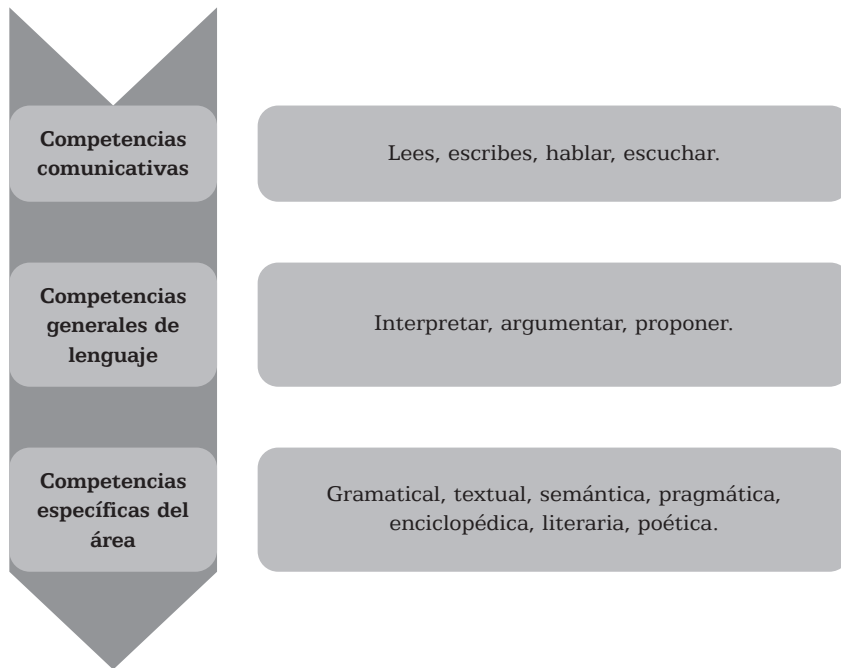 Competencias
comunicativas
Lees, escribes, hablar, escuchar.
Competencias
generales de
lenguaje
Interpretar, argumentar, proponer.
Competencias
específicas del
área
Gramatical, textual, semántica, pragmática,
enciclopédica, literaria, poética.